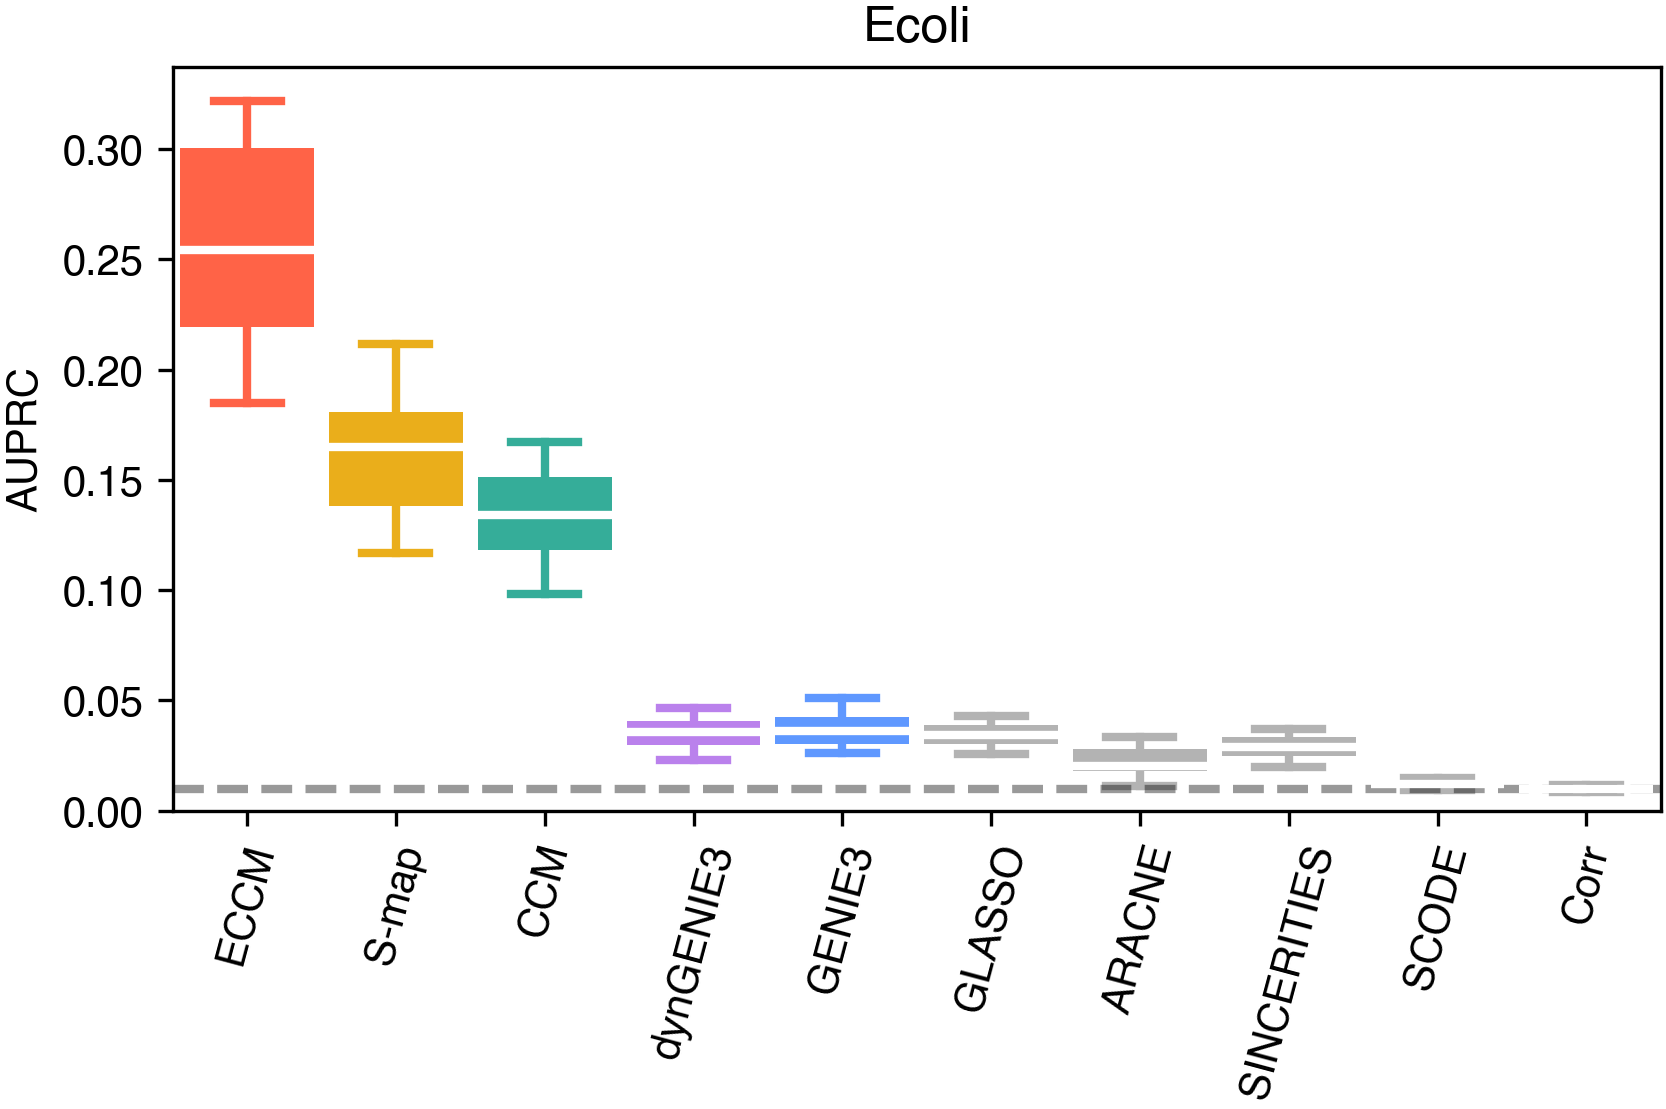 Ecoli
AUPRC
0.30
0.25
0.20
0.15
0.10
0.05
0.00
ECCM
S-map
CCM
dynGENIE3
GENIE3
GLASSO
ARACNE
SINCERITIES
SCODE
Corr